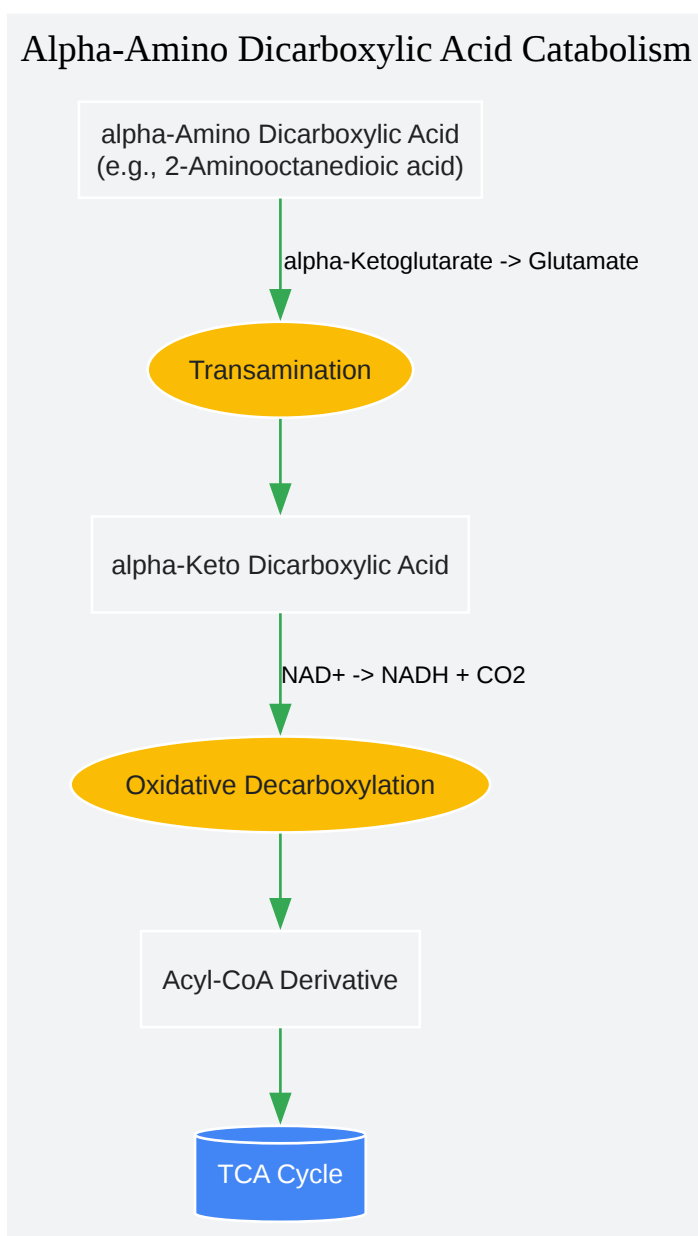 Alpha-Amino Dicarboxylic Acid Catabolism
alpha-Amino Dicarboxylic Acid
(e.g., 2-Aminooctanedioic acid)
alpha-Ketoglutarate -> Glutamate
Transamination
alpha-Keto Dicarboxylic Acid
NAD+ -> NADH + CO2
Oxidative Decarboxylation
Acyl-CoA Derivative
TCA Cycle